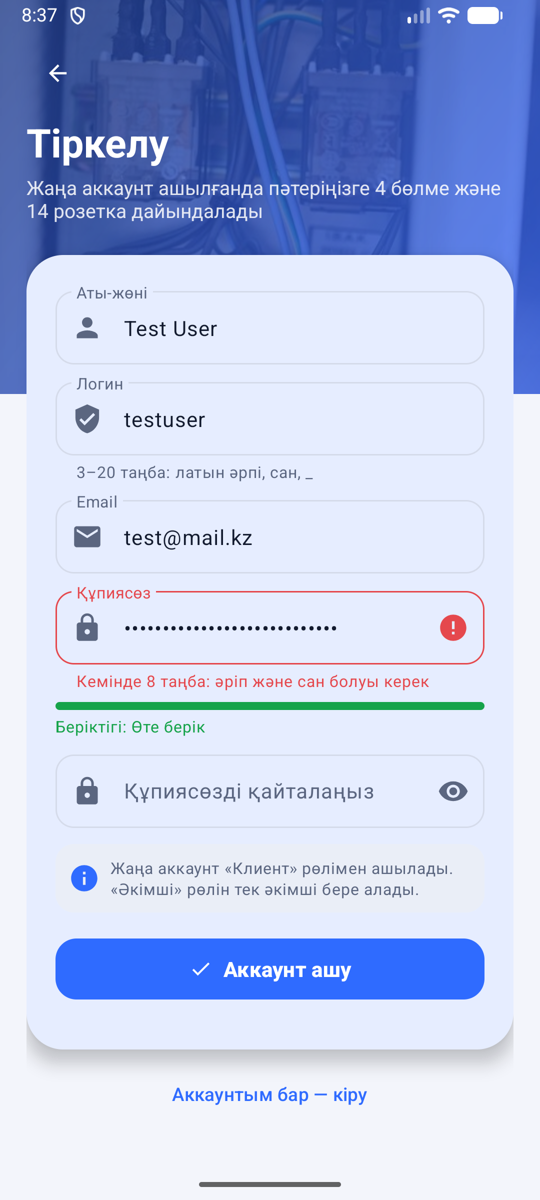 8:37
Тіркелу
Жаңа аккаунт ашылғанда пәтеріңізге 4 бөлме және
14 розетка дайындалады
Аты-жөні
Test User
Логин
testuser
3–20 таңба: латын әрпі, сан, _
Email
test@mail.kz
Құпиясөз
••••••••••••••••••••••••••••
Кемінде 8 таңба: әріп және сан болуы керек
Беріктігі: Өте берік
Құпиясөзді қайталаңыз
Жаңа аккаунт «Клиент» рөлімен ашылады.
«Әкімші» рөлін тек әкімші бере алады.
Аккаунт ашу
Аккаунтым бар — кіру